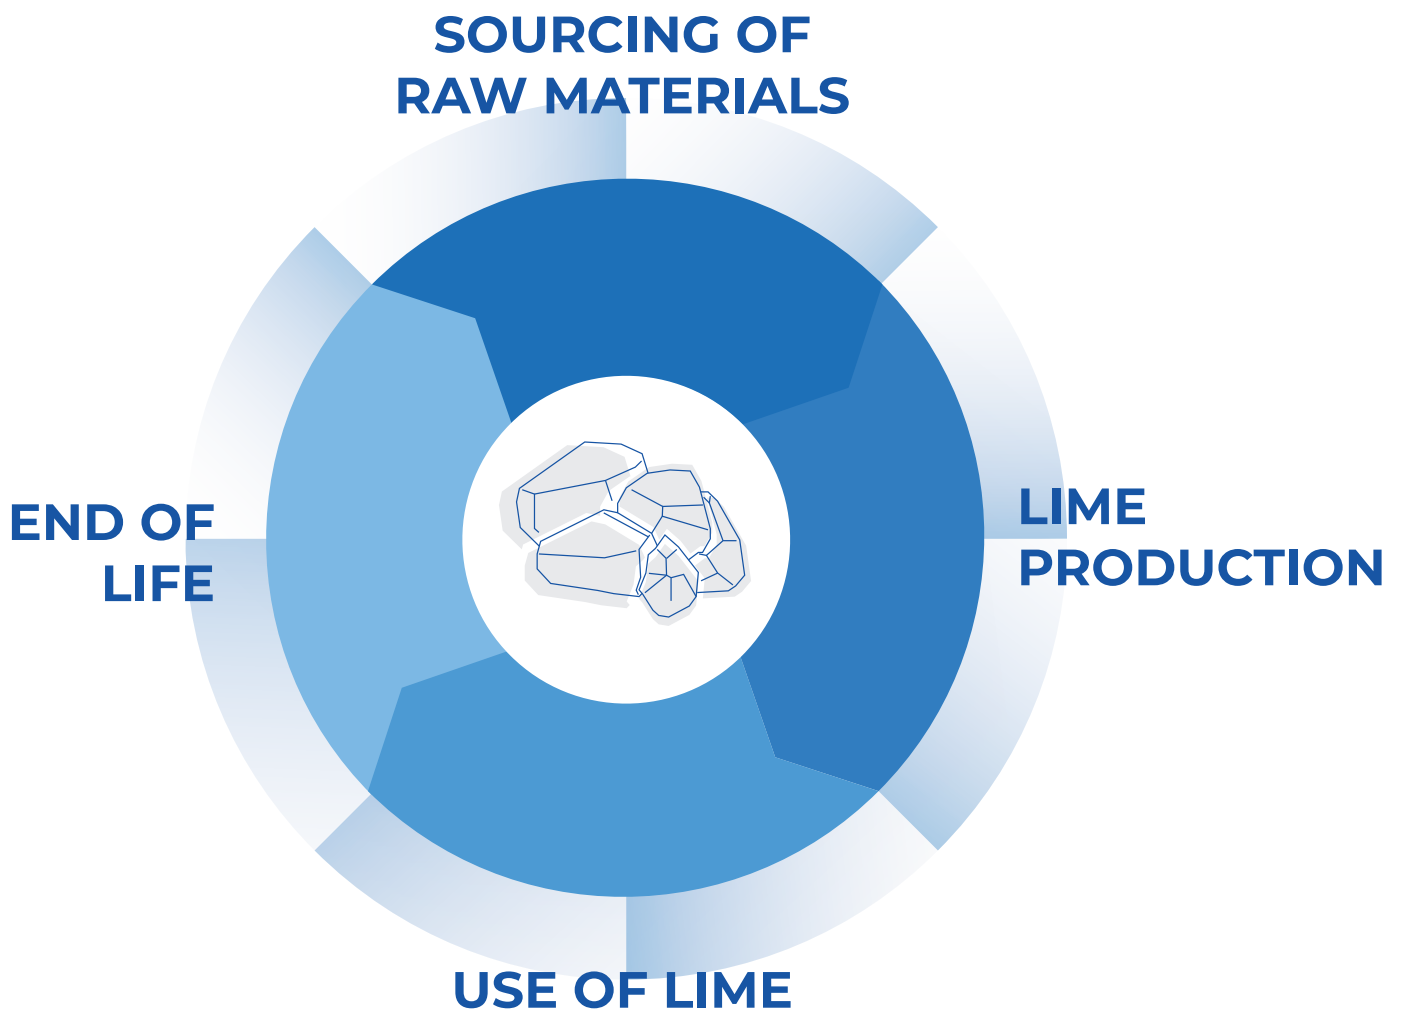 SOURCING OF
RAW MATERIALS
LIME
PRODUCTION
END OF
LIFE
USE OF LIME